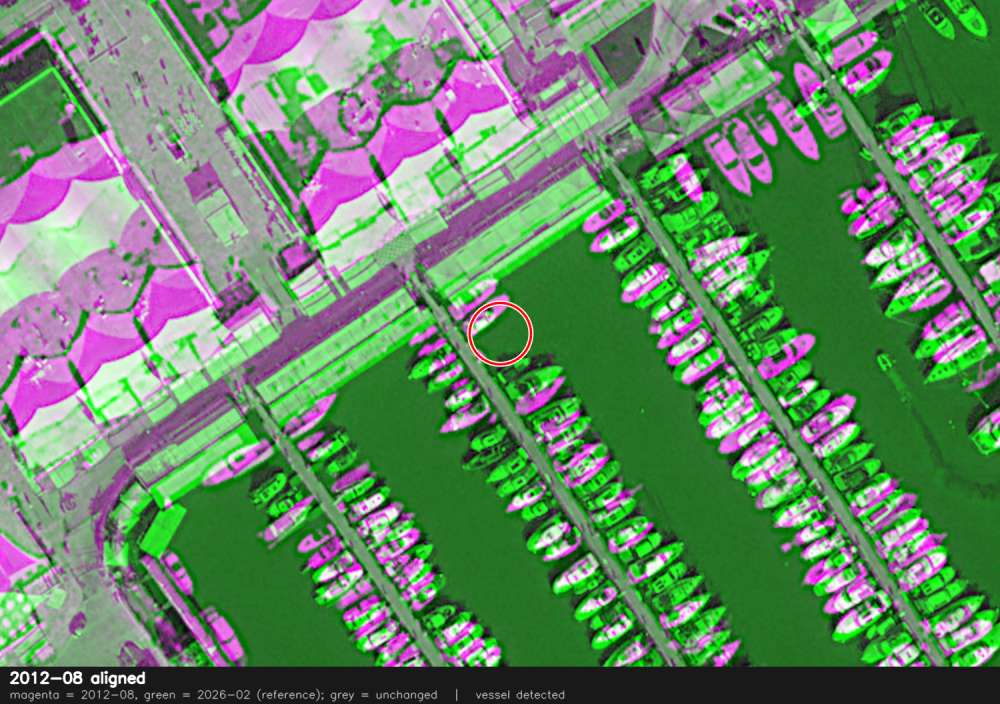 2012-08 aligned
magenta = 2012-08, green = 2026-02 (reference); grey = unchanged | vessel detected